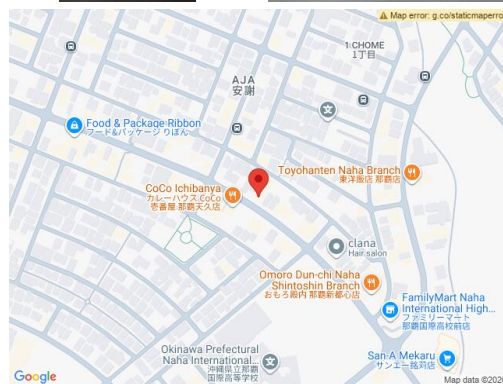 Map error: g.co/staticmaperro
1 CHOME
1丁目
AJA
安謝
Food & Package Ribbon
フード&パッケージ りぼん
Toyohanten Naha Branch
東洋飯店 那覇店
CoCo Ichibanya
カレーハウス CoCo
壱番屋 那覇天久店
clana
Hair salon
Omoro Dun-chi Naha
Shintoshin Branch
おもろ殿内 那覇新都心店
FamilyMart Naha
International High...
ファミリーマート
那覇国際高校前店
Okinawa Prefectural
Naha International...
沖縄県立那覇
国際高等学校
San-A Mekaru
サンエー銘苅店
Google
Map data ©202